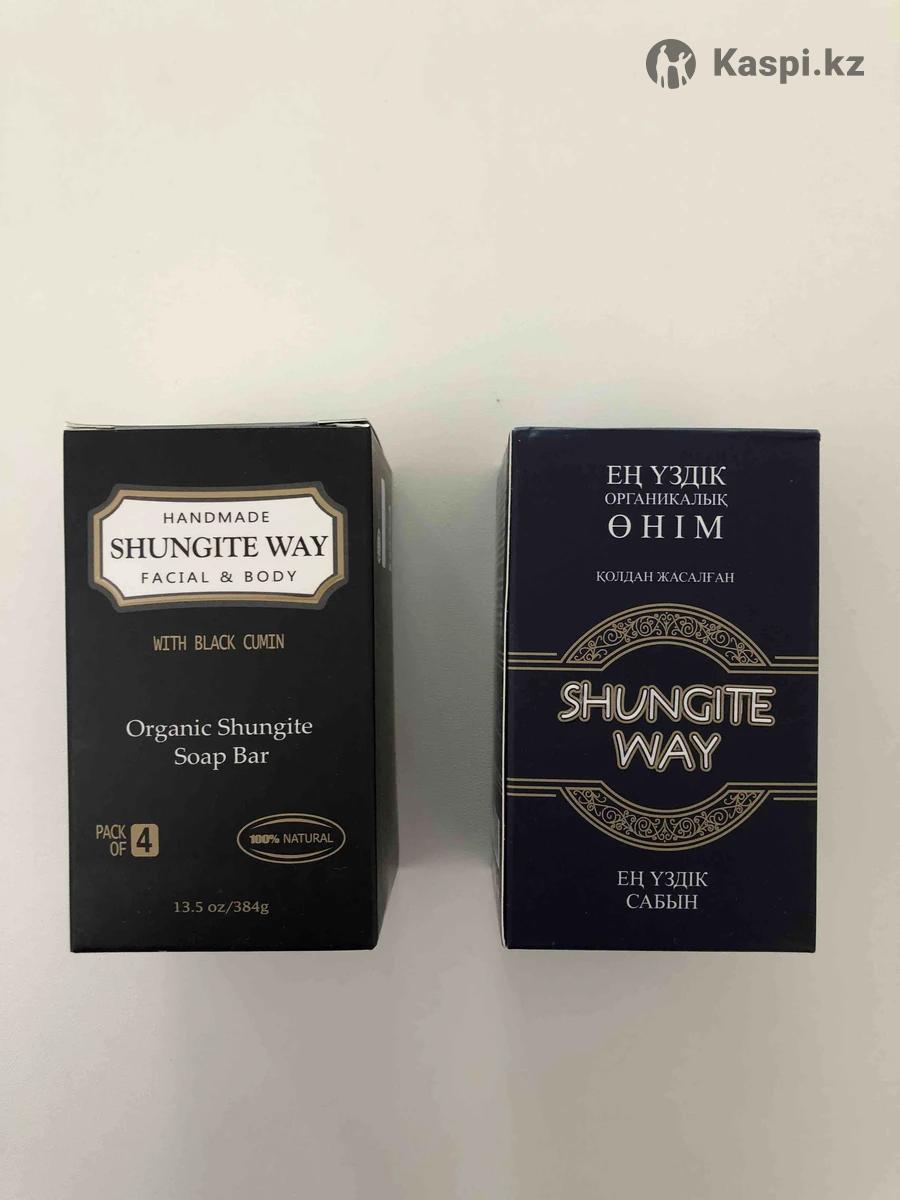 Kaspi.kz
HANDMADE
SHUNGITE WAY
FACIAL & BODY
WITH BLACK CUMIN
Organic Shungite
Soap Bar
PACK
OF 4
100% NATURAL
13.5 oz/384g
ЕҢ ҮЗДІК
ОРГАНИКАЛЫҚ
ӨНІМ
ҚОЛДАН ЖАСАЛҒАН
SHUNGITE
WAY
ЕҢ ҮЗДІК
САБЫН